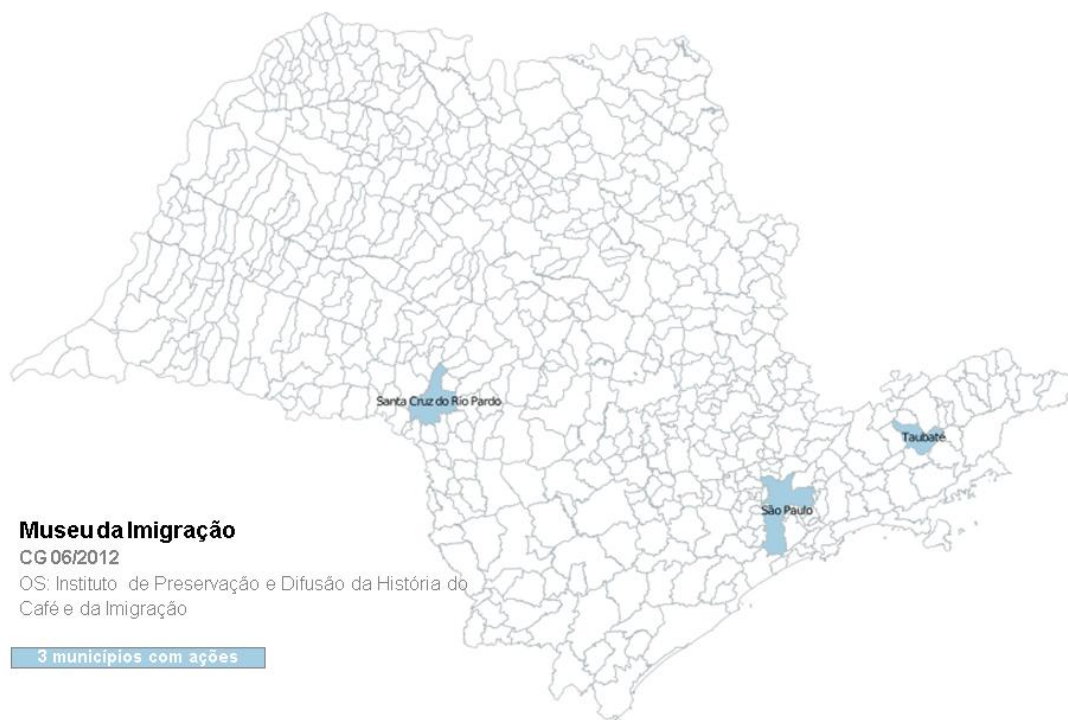 Santa Cruz do Rio Pardo
Taubaté
São Paulo
Museu da Imigração
CG 06/2012
OS: Instituto de Preservação e Difusão da História do
Café e da Imigração
3 municípios com ações